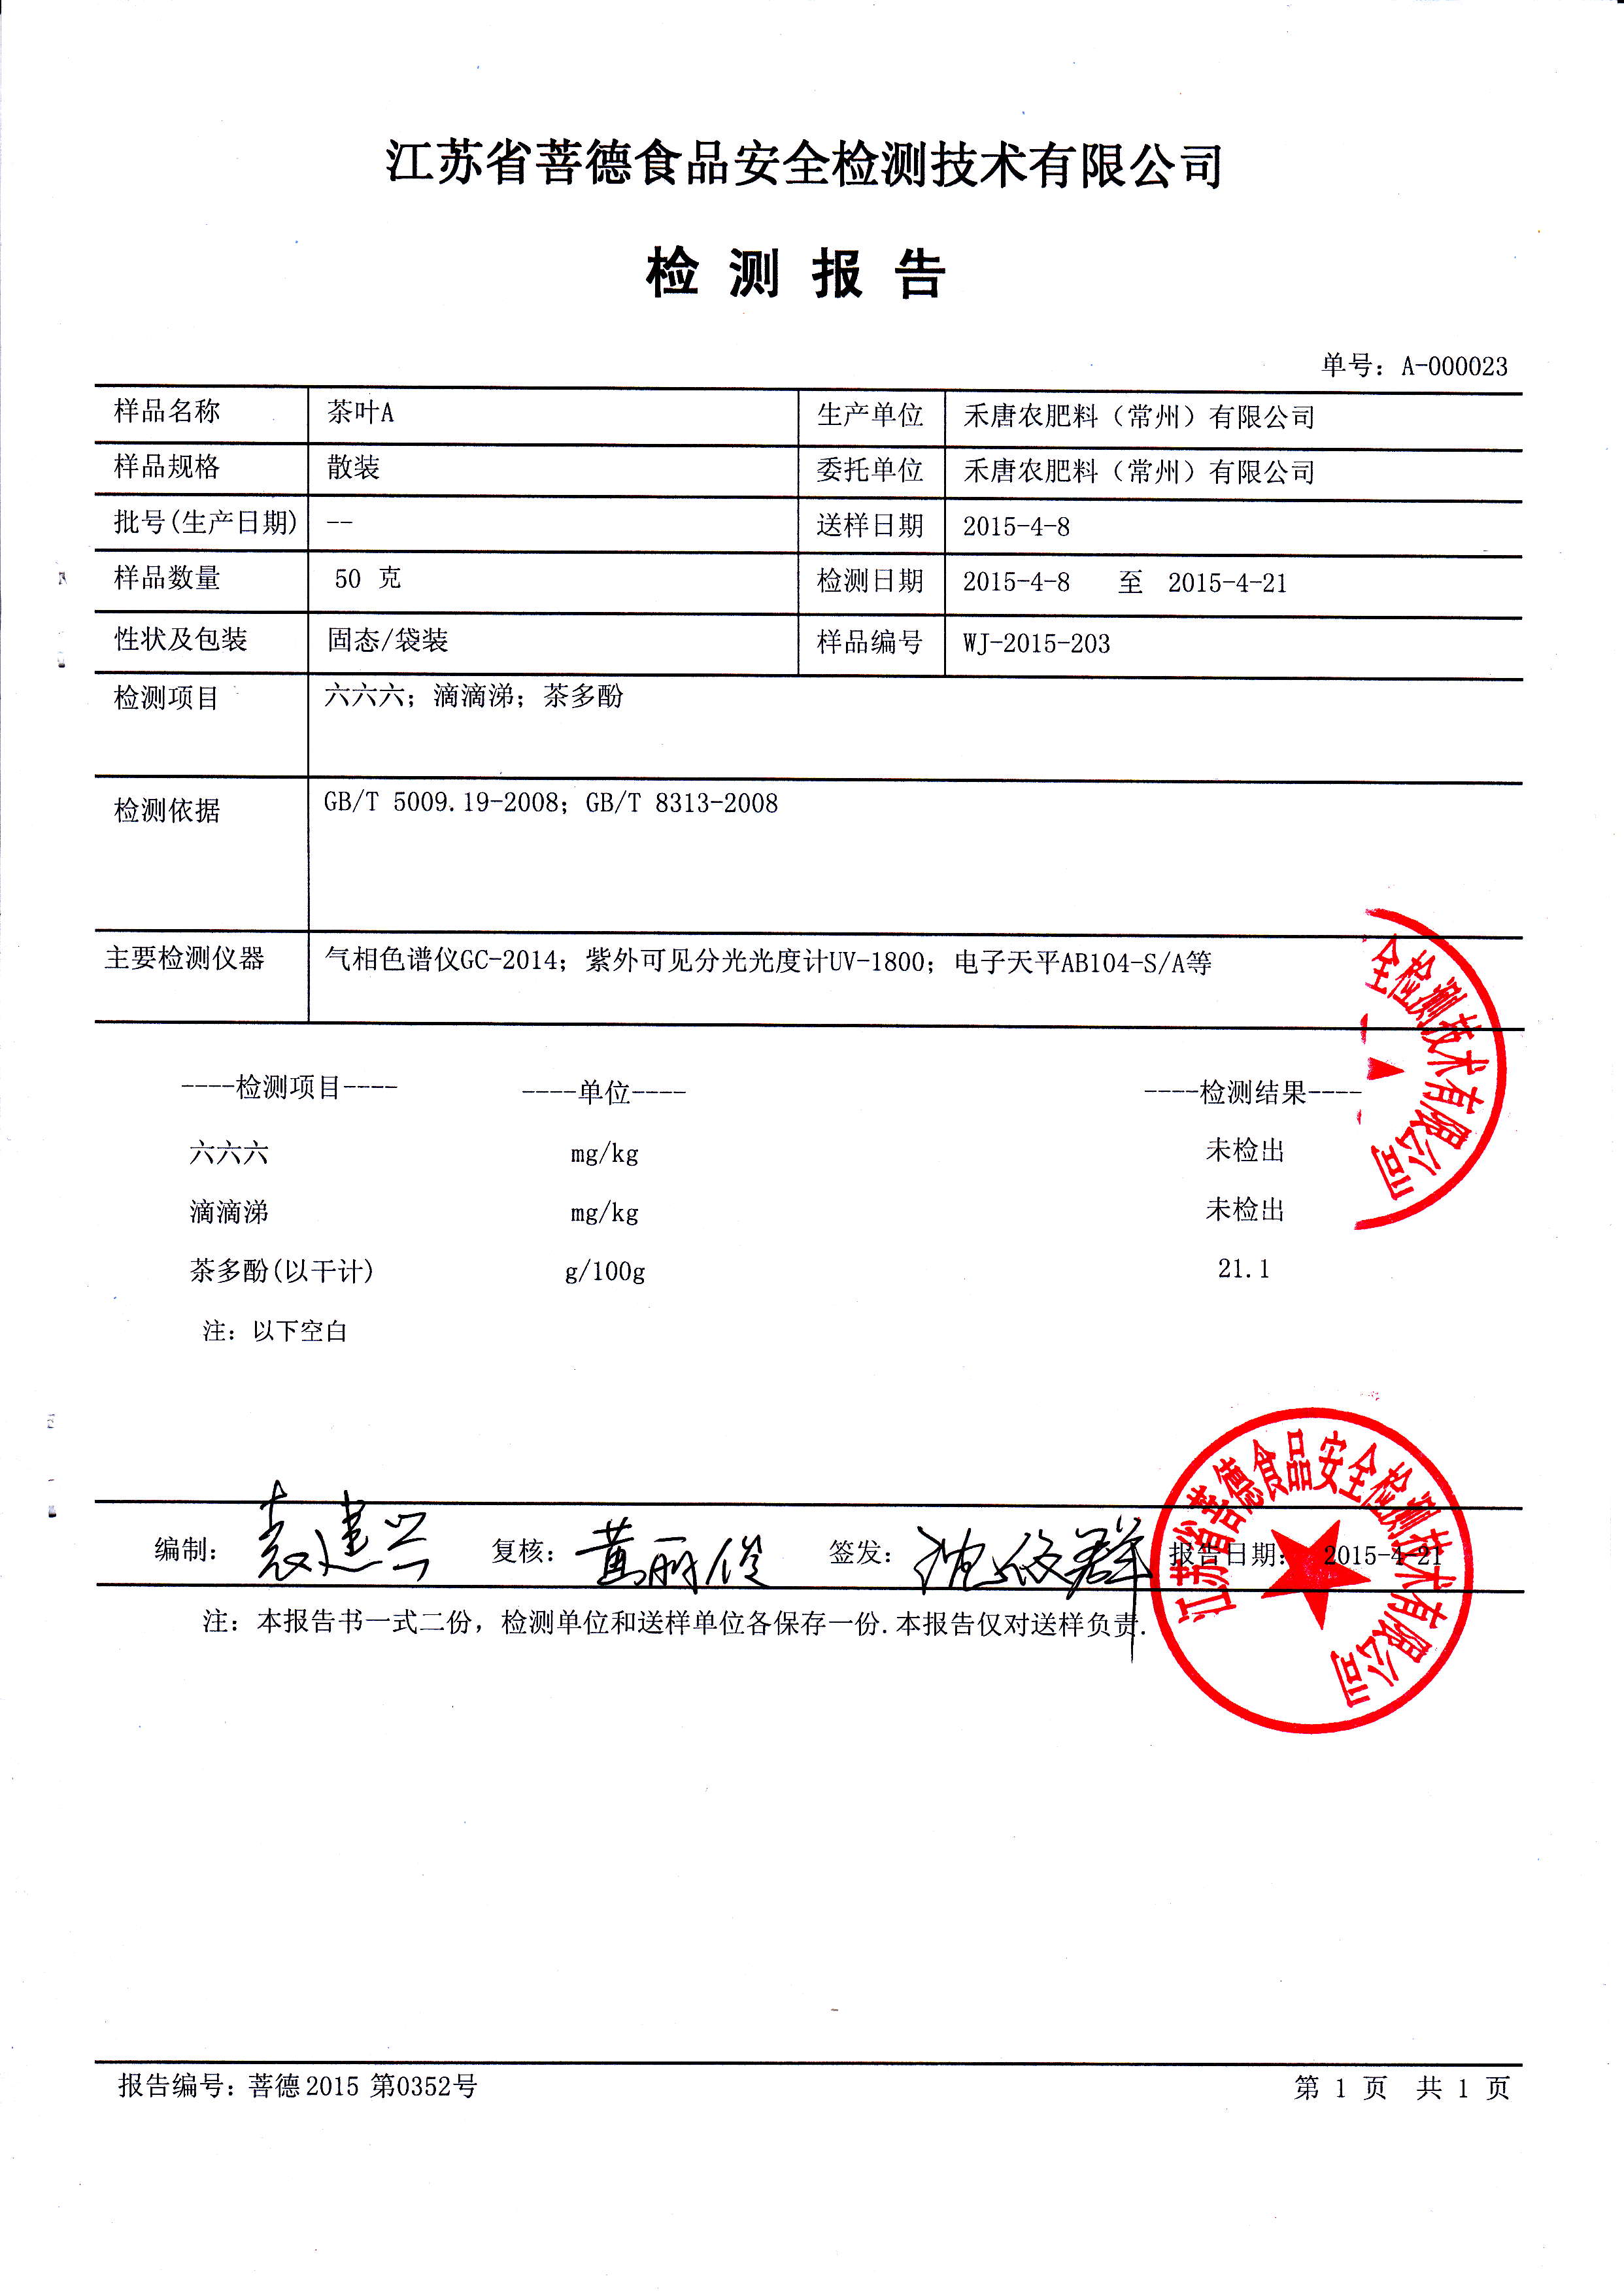 江苏省菩德食品安全检测技术有限公司
检 测 报 告
单号：A-000023
样品名称 茶叶A 生产单位 禾唐农肥料（常州）有限公司
样品规格 散装 委托单位 禾唐农肥料（常州）有限公司
批号(生产日期) -- 送样日期 2015-4-8
样品数量 50 克 检测日期 2015-4-8 至 2015-4-21
性状及包装 固态/袋装 样品编号 WJ-2015-203
检测项目 六六六；滴滴涕；茶多酚
检测依据 GB/T 5009.19-2008；GB/T 8313-2008
主要检测仪器 气相色谱仪GC-2014；紫外可见分光光度计UV-1800；电子天平AB104-S/A等
全检测技术有限公司
----检测项目---- ----单位---- ----检测结果----
六六六 mg/kg 未检出
滴滴涕 mg/kg 未检出
茶多酚(以干计) g/100g 21.1
注：以下空白
江苏省菩德食品安全检测技术有限公司
编制：袁建兴 复核：黄丽俊 签发： 报告日期： 2015-4-21
注：本报告书一式二份，检测单位和送样单位各保存一份.本报告仅对送样负责.
报告编号：菩德2015 第0352号 第 1 页 共 1 页